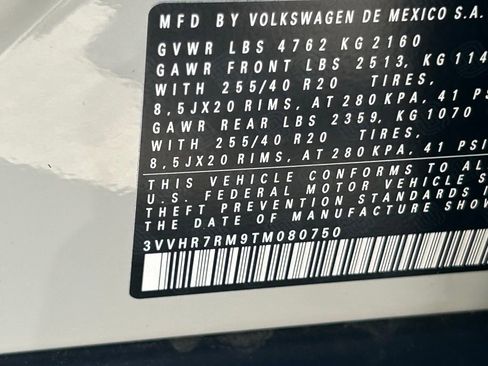 MFD BY VOLKSWAGEN DE MEXICO S.A.
GVWR LBS 4762 KG 2160
GAWR FRONT LBS 2513, KG 114
WITH 255/40 R20 TIRES,
8,5JX20 RIMS, AT 280 KPA, 41 PSI
GAWR REAR LBS 2359, KG 1070
WITH 255/40 R20 TIRES,
8,5JX20 RIMS, AT 280 KPA, 41 PSI
THIS VEHICLE CONFORMS TO AL
U.S. FEDERAL MOTOR VEHICLE S
THEFT PREVENTION STANDARDS I
THE DATE OF MANUFACTURE SHOW
3VVHR7RM9TM080750